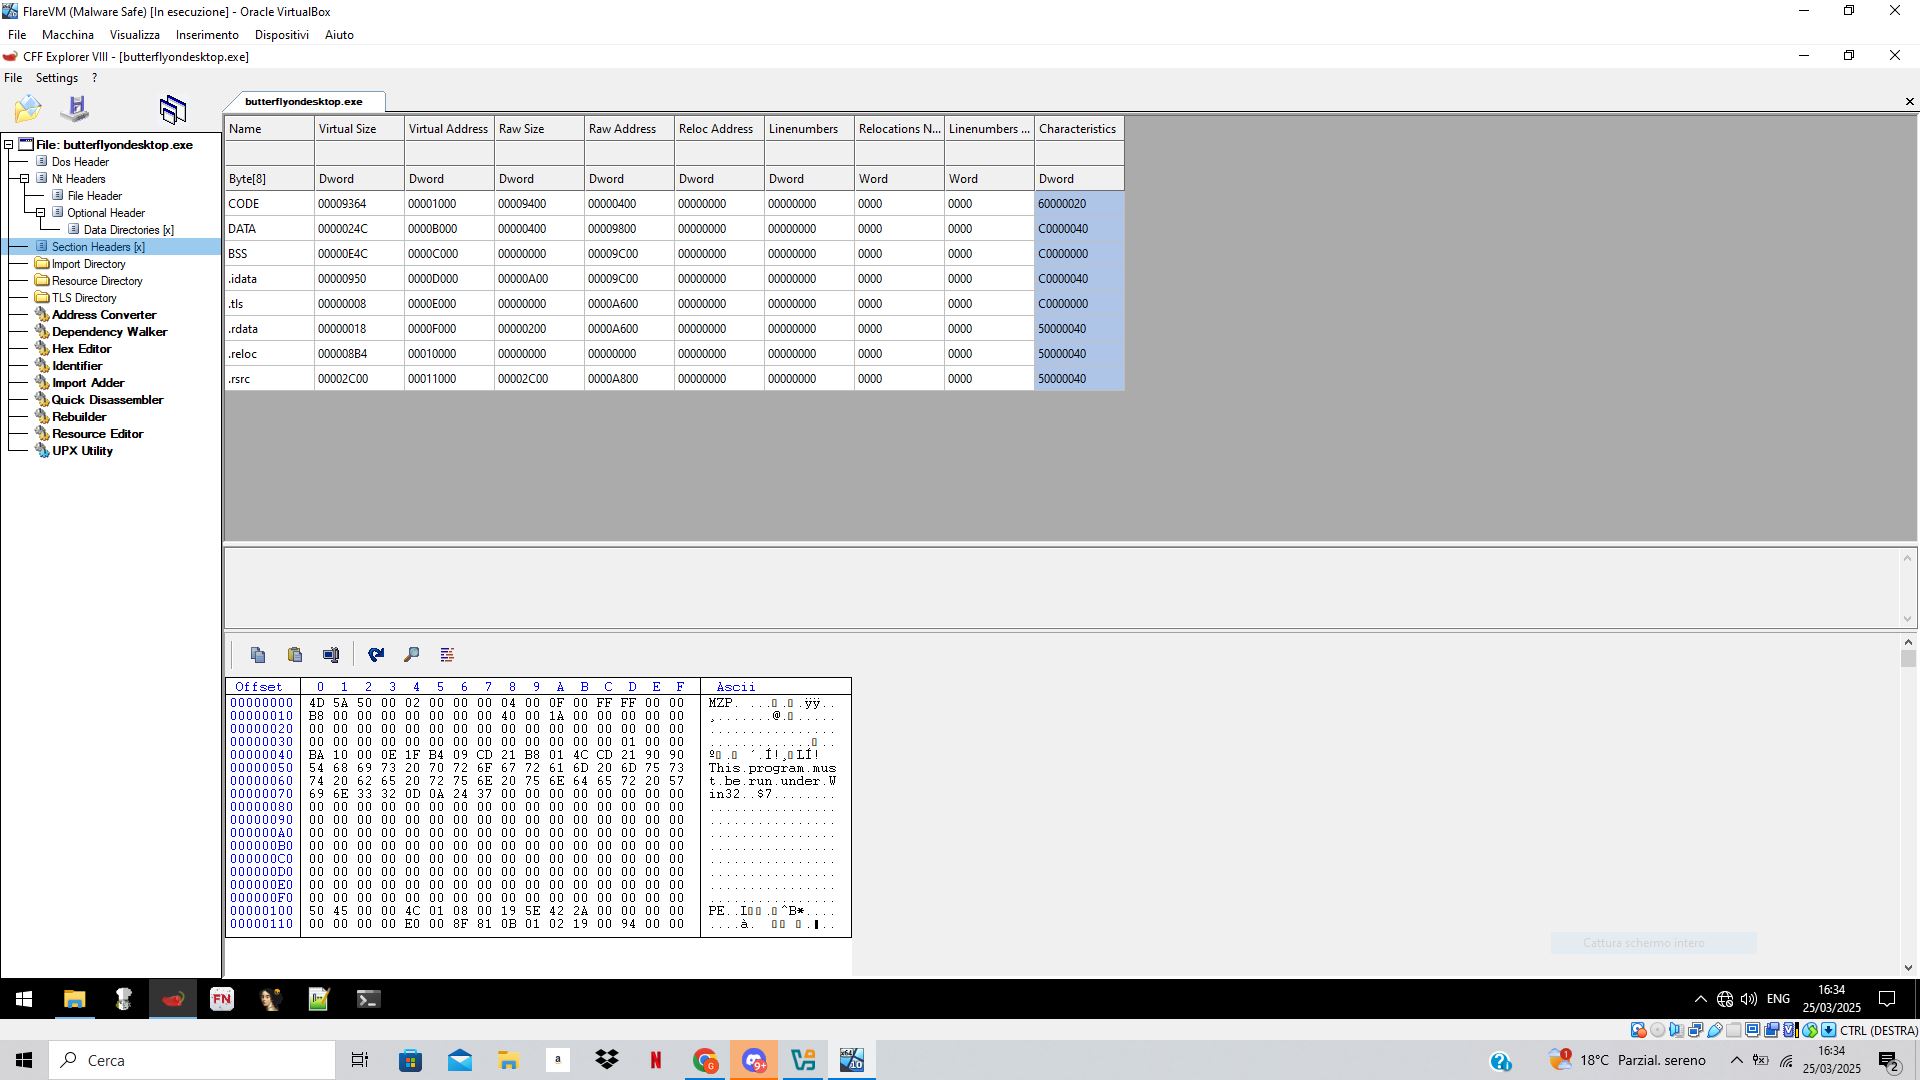 FlareVM (Malware Safe) [In esecuzione] - Oracle VirtualBox
File Macchina Visualizza Inserimento Dispositivi Aiuto
CFF Explorer VIII - [butterflyondesktop.exe]
File Settings ?
butterflyondesktop.exe
File: butterflyondesktop.exe
Dos Header
Nt Headers
File Header
Optional Header
Data Directories [x]
Section Headers [x]
Import Directory
Resource Directory
TLS Directory
Address Converter
Dependency Walker
Hex Editor
Identifier
Import Adder
Quick Disassembler
Rebuilder
Resource Editor
UPX Utility
Name Virtual Size Virtual Address Raw Size Raw Address Reloc Address Linenumbers Relocations N... Linenumbers ... Characteristics
Byte[8] Dword Dword Dword Dword Dword Dword Word Word Dword
CODE 00009364 00001000 00009400 00000400 00000000 00000000 0000 0000 60000020
DATA 0000024C 0000B000 00000400 00009800 00000000 00000000 0000 0000 C0000040
BSS 00000E4C 0000C000 00000000 00009C00 00000000 00000000 0000 0000 C0000000
.idata 00000950 0000D000 00000A00 00009C00 00000000 00000000 0000 0000 C0000040
.tls 00000008 0000E000 00000000 0000A600 00000000 00000000 0000 0000 C0000000
.rdata 00000018 0000F000 00000200 0000A600 00000000 00000000 0000 0000 50000040
.reloc 000008B4 00010000 00000000 00000000 00000000 00000000 0000 0000 50000040
.rsrc 00002C00 00011000 00002C00 0000A800 00000000 00000000 0000 0000 50000040
Offset 0 1 2 3 4 5 6 7 8 9 A B C D E F Ascii
00000000 4D 5A 50 00 02 00 00 00 04 00 0F 00 FF FF 00 00 MZP.....▯.▯.ÿÿ..
00000010 B8 00 00 00 00 00 00 00 40 00 1A 00 00 00 00 00 ¸.......@.▯.....
00000020 00 00 00 00 00 00 00 00 00 00 00 00 00 00 00 00 ................
00000030 00 00 00 00 00 00 00 00 00 00 00 00 00 01 00 00 .............▯..
00000040 BA 10 00 0E 1F B4 09 CD 21 B8 01 4C CD 21 90 90 º▯.▯ ´.Í!¸▯LÍ!
00000050 54 68 69 73 20 70 72 6F 67 72 61 6D 20 6D 75 73 This.program.mus
00000060 74 20 62 65 20 72 75 6E 20 75 6E 64 65 72 20 57 t.be.run.under.W
00000070 69 6E 33 32 0D 0A 24 37 00 00 00 00 00 00 00 00 in32..$7........
00000080 00 00 00 00 00 00 00 00 00 00 00 00 00 00 00 00 ................
00000090 00 00 00 00 00 00 00 00 00 00 00 00 00 00 00 00 ................
000000A0 00 00 00 00 00 00 00 00 00 00 00 00 00 00 00 00 ................
000000B0 00 00 00 00 00 00 00 00 00 00 00 00 00 00 00 00 ................
000000C0 00 00 00 00 00 00 00 00 00 00 00 00 00 00 00 00 ................
000000D0 00 00 00 00 00 00 00 00 00 00 00 00 00 00 00 00 ................
000000E0 00 00 00 00 00 00 00 00 00 00 00 00 00 00 00 00 ................
000000F0 00 00 00 00 00 00 00 00 00 00 00 00 00 00 00 00 ................
00000100 50 45 00 00 4C 01 08 00 19 5E 42 2A 00 00 00 00 PE..L▯▯.▯^B*....
00000110 00 00 00 00 E0 00 8F 81 0B 01 02 19 00 94 00 00 ....à. ▯▯ ▯.▮..
Cattura schermo intero
FN
ENG
16:34
25/03/2025
CTRL (DESTRA)
Cerca
a
N
G
9+
x64
10
1
18°C Parzial. sereno
16:34
25/03/2025
2